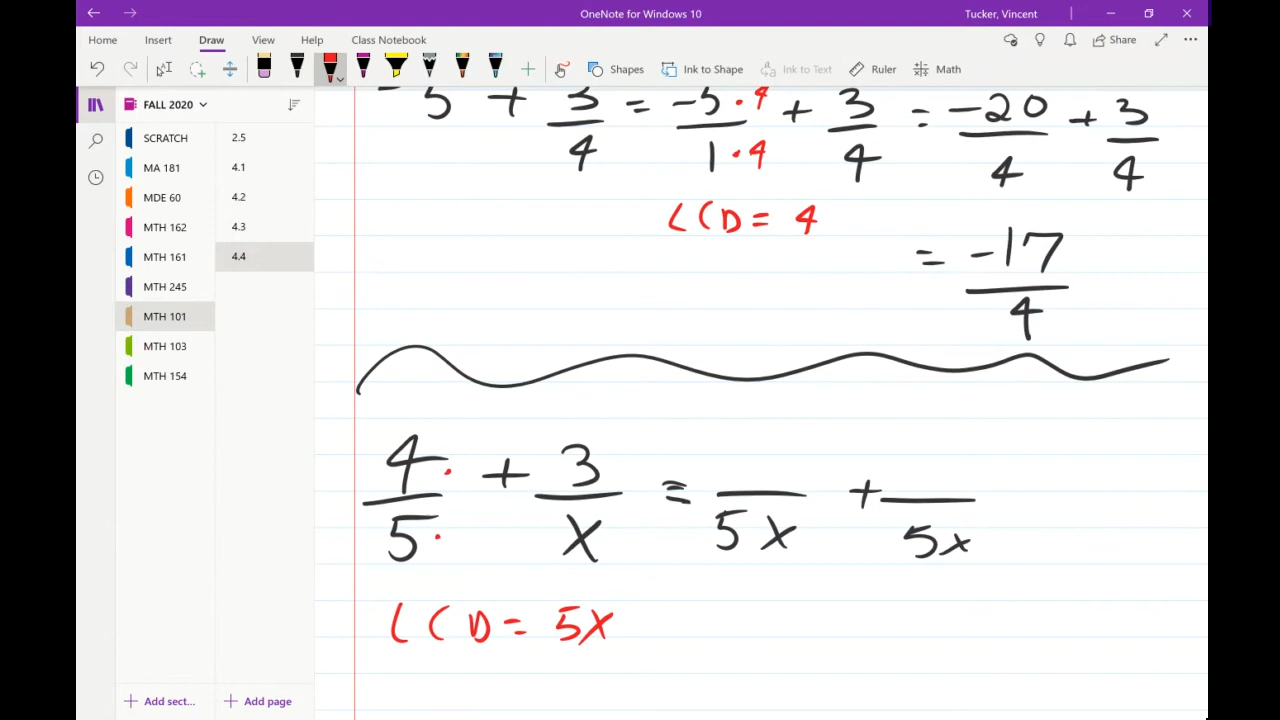 OneNote for Windows 10
Tucker, Vincent
Home Insert Draw View Help Class Notebook
Share
Shapes Ink to Shape Ink to Text Ruler Math
FALL 2020
SCRATCH
MA 181
MDE 60
MTH 162
MTH 161
MTH 245
MTH 101
MTH 103
MTH 154
2.5
4.1
4.2
4.3
4.4
Add sect...
Add page
-5 + 3/4 = -5·4/1·4 + 3/4 = -20/4 + 3/4
LCD = 4
= -17/4
4·/5· + 3/x = /5x + /5x
LCD = 5x